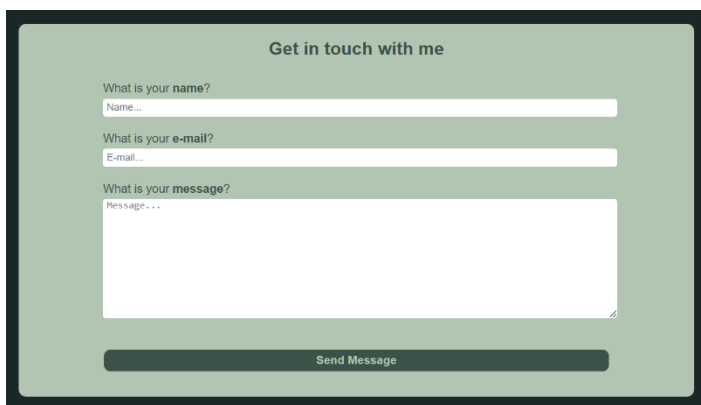 Get in touch with me
What is your name?
Name...
What is your e-mail?
E-mail...
What is your message?
Message...
Send Message